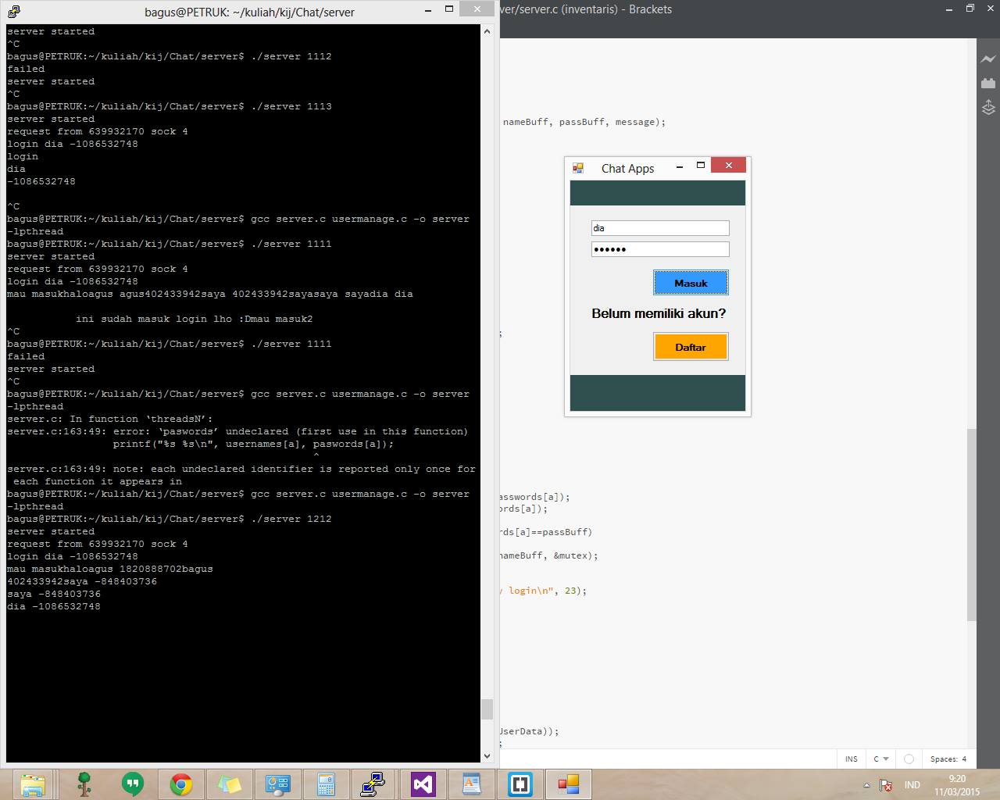 bagus@PETRUK: ~/kuliah/kij/Chat/server
server started
^C
bagus@PETRUK:~/kuliah/kij/Chat/server$ ./server 1112
failed
server started
^C
bagus@PETRUK:~/kuliah/kij/Chat/server$ ./server 1113
server started
request from 639932170 sock 4
login dia -1086532748
login
dia
-1086532748
^C
bagus@PETRUK:~/kuliah/kij/Chat/server$ gcc server.c usermanage.c -o server
-lpthread
bagus@PETRUK:~/kuliah/kij/Chat/server$ ./server 1111
server started
request from 639932170 sock 4
login dia -1086532748
mau masukhaloagus agus402433942saya 402433942sayasaya sayadia dia
ini sudah masuk login lho :Dmau masuk2
^C
bagus@PETRUK:~/kuliah/kij/Chat/server$ ./server 1111
failed
server started
^C
bagus@PETRUK:~/kuliah/kij/Chat/server$ gcc server.c usermanage.c -o server
-lpthread
server.c: In function ‘threadsN’:
server.c:163:49: error: ‘paswords’ undeclared (first use in this function)
printf("%s %s\n", usernames[a], paswords[a]);
^
server.c:163:49: note: each undeclared identifier is reported only once for
each function it appears in
bagus@PETRUK:~/kuliah/kij/Chat/server$ gcc server.c usermanage.c -o server
-lpthread
bagus@PETRUK:~/kuliah/kij/Chat/server$ ./server 1212
server started
request from 639932170 sock 4
login dia -1086532748
mau masukhaloagus 1820888702bagus
402433942saya -848403736
saya -848403736
dia -1086532748
ver/server.c (inventaris) - Brackets
nameBuff, passBuff, message);
;
asswords[a]);
ords[a]);
rds[a]==passBuff)
nameBuff, &mutex);
y login\n", 23);
UserData));
;
INS C Spaces: 4
Chat Apps
dia
••••••
Masuk
Belum memiliki akun?
Daftar
IND
9:20
11/03/2015